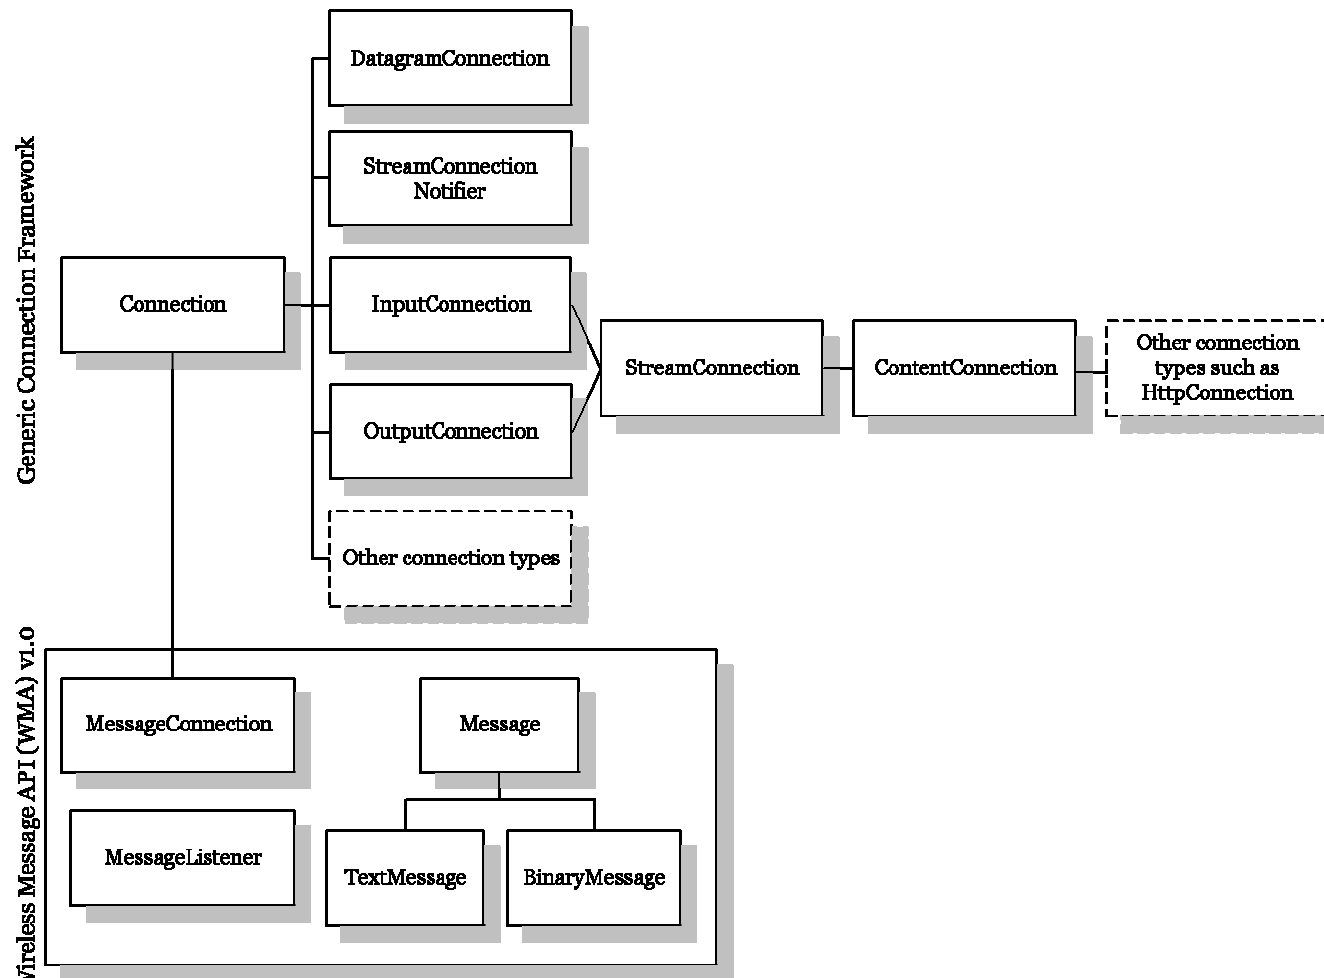 DatagramConnection
StreamConnection
Notifier
Generic Connection Framework
Connection
InputConnection
StreamConnection
ContentConnection
Other connection
types such as
HttpConnection
OutputConnection
Other connection types
Wireless Message API (WMA) v1.0
MessageConnection
Message
MessageListener
TextMessage
BinaryMessage